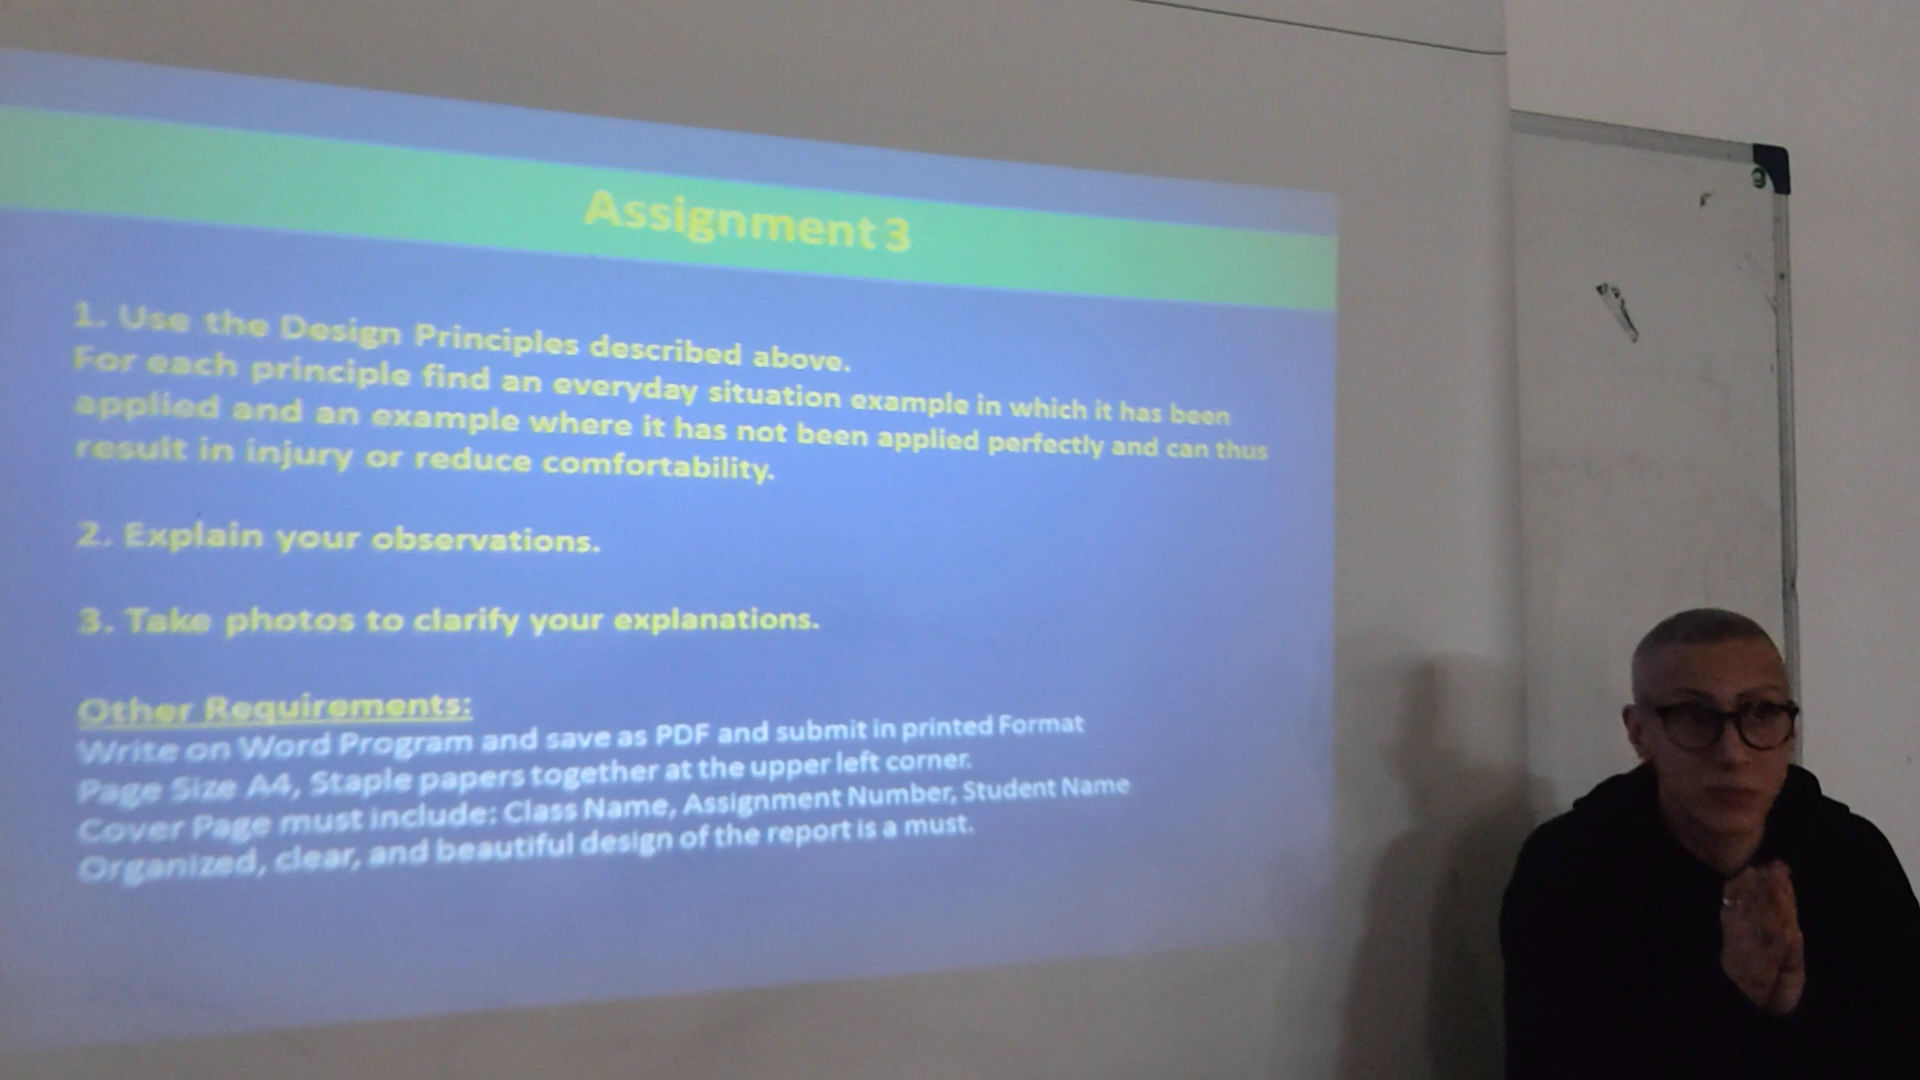 Assignment 3
1. Use the Design Principles described above.
For each principle find an everyday situation example in which it has been
applied and an example where it has not been applied perfectly and can thus
result in injury or reduce comfortability.
2. Explain your observations.
3. Take photos to clarify your explanations.
Other Requirements:
Write on Word Program and save as PDF and submit in printed Format
Page Size A4, Staple papers together at the upper left corner.
Cover Page must include: Class Name, Assignment Number, Student Name
Organized, clear, and beautiful design of the report is a must.